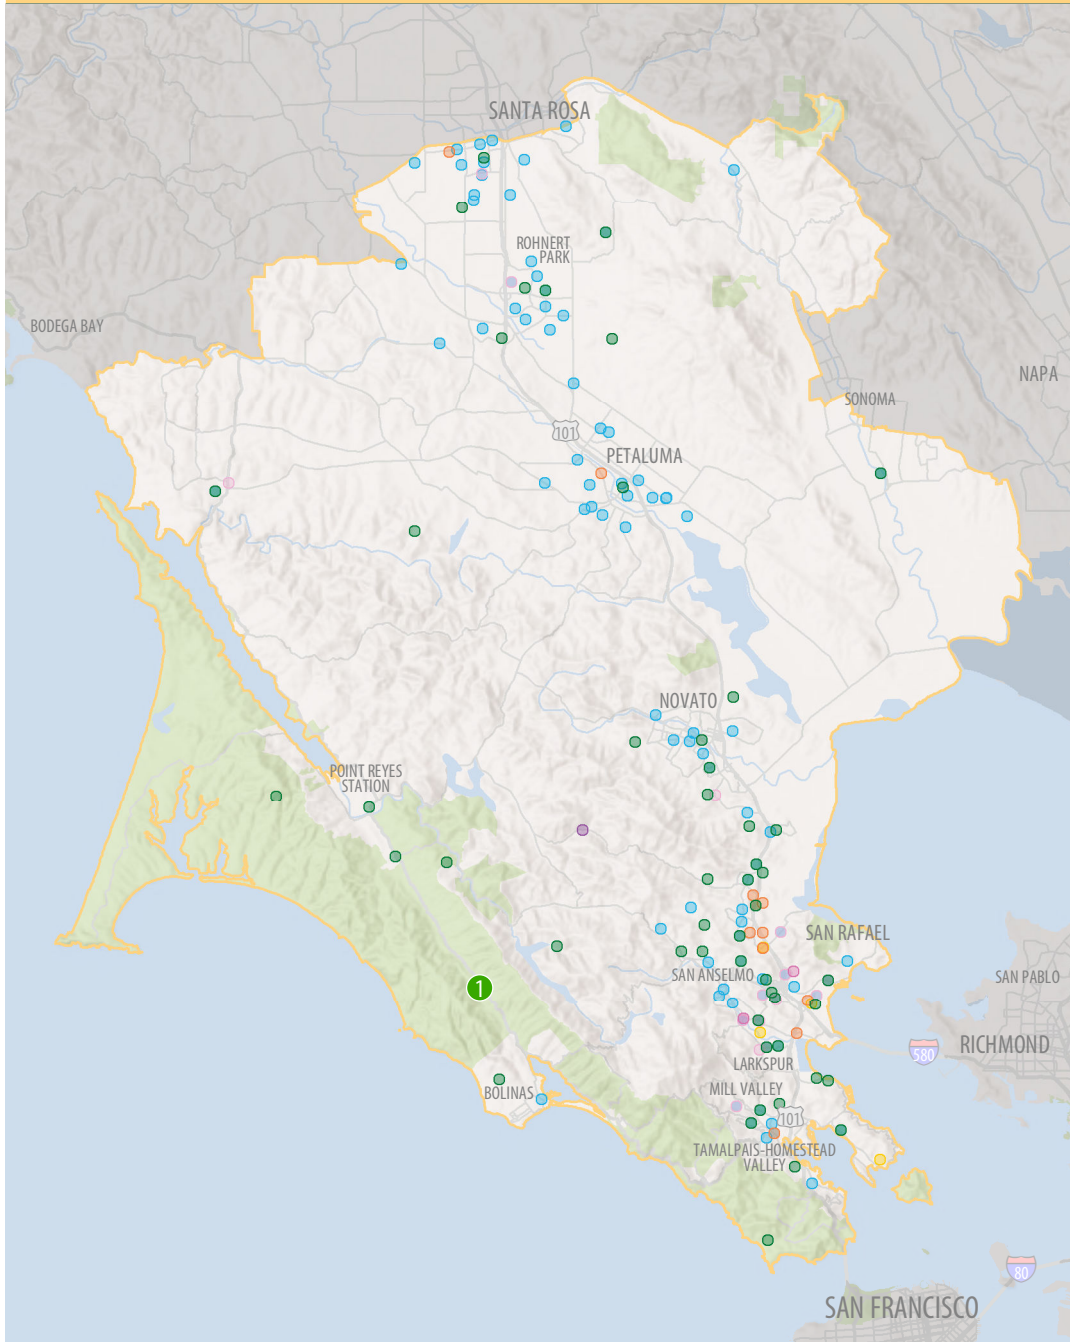 SANTA ROSA
ROHNERT
PARK
BODEGA BAY
NAPA
SONOMA
101
PETALUMA
NOVATO
POINT REYES
STATION
SAN RAFAEL
SAN ANSELMO
SAN PABLO
1
580
RICHMOND
LARKSPUR
MILL VALLEY
BOLINAS
101
TAMALPAIS-HOMESTEAD
VALLEY
80
SAN FRANCISCO